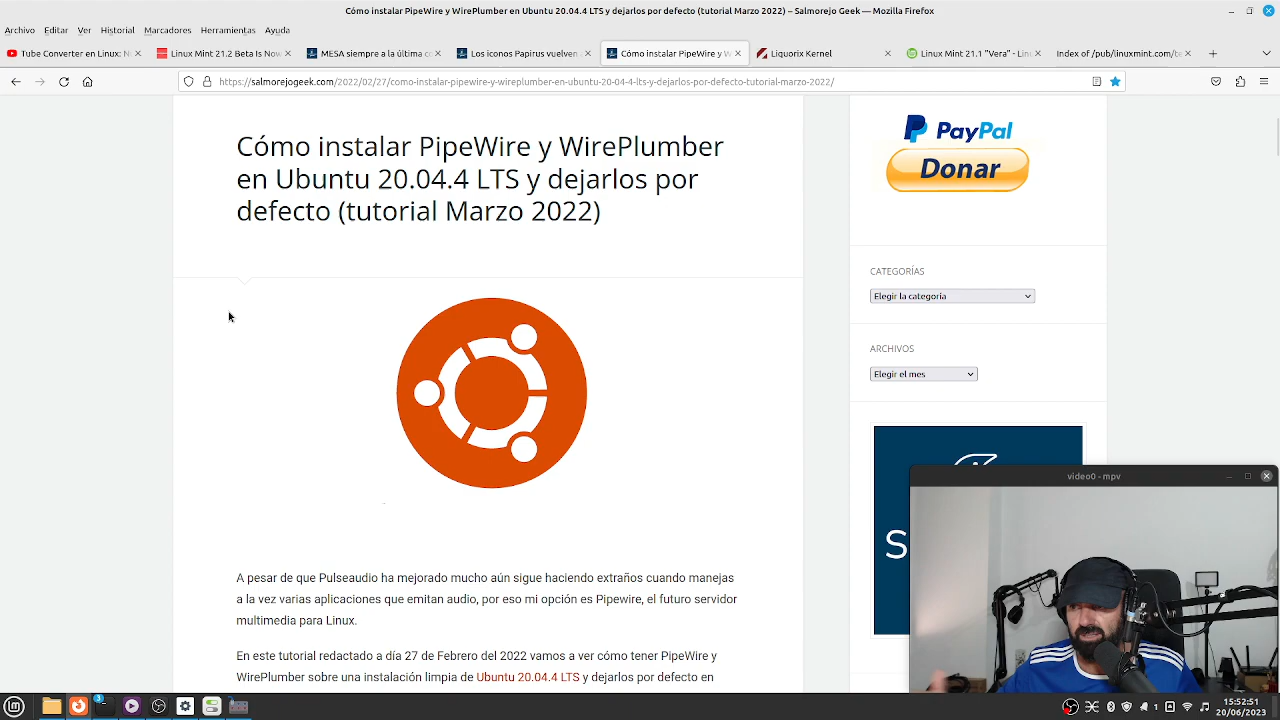 Cómo instalar PipeWire y WirePlumber en Ubuntu 20.04.4 LTS y dejarlos por defecto (tutorial Marzo 2022) – Salmorejo Geek — Mozilla Firefox
Archivo Editar Ver Historial Marcadores Herramientas Ayuda
Tube Converter en Linux:
Linux Mint 21.2 Beta Is Nov
MESA siempre a la última co
Los iconos Papirus vuelven
Cómo instalar PipeWire y W
Liquorix Kernel
Linux Mint 21.1 "Vera" - Lin
Index of /pub/linuxmint.com/
https://salmorejogeek.com/2022/02/27/como-instalar-pipewire-y-wireplumber-en-ubuntu-20-04-4-lts-y-dejarlos-por-defecto-tutorial-marzo-2022/
Cómo instalar PipeWire y WirePlumber
en Ubuntu 20.04.4 LTS y dejarlos por
defecto (tutorial Marzo 2022)
A pesar de que Pulseaudio ha mejorado mucho aún sigue haciendo extraños cuando manejas
a la vez varias aplicaciones que emitan audio, por eso mi opción es Pipewire, el futuro servidor
multimedia para Linux.
En este tutorial redactado a día 27 de Febrero del 2022 vamos a ver cómo tener PipeWire y
WirePlumber sobre una instalación limpia de Ubuntu 20.04.4 LTS y dejarlos por defecto en
PayPal
Donar
CATEGORÍAS
Elegir la categoría
ARCHIVOS
Elegir el mes
S
video0 - mpv
3
1
15:52:51
20/06/2023